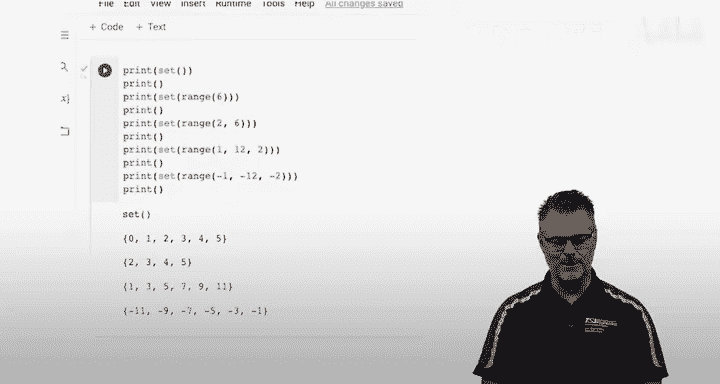 File Edit View Insert Runtime Tools Help All changes saved
+ Code + Text
print(set())
print()
print(set(range(6)))
print()
print(set(range(2, 6)))
print()
print(set(range(1, 12, 2)))
print()
print(set(range(-1, -12, -2)))
print()
set()
{0, 1, 2, 3, 4, 5}
{2, 3, 4, 5}
{1, 3, 5, 7, 9, 11}
{-11, -9, -7, -5, -3, -1}